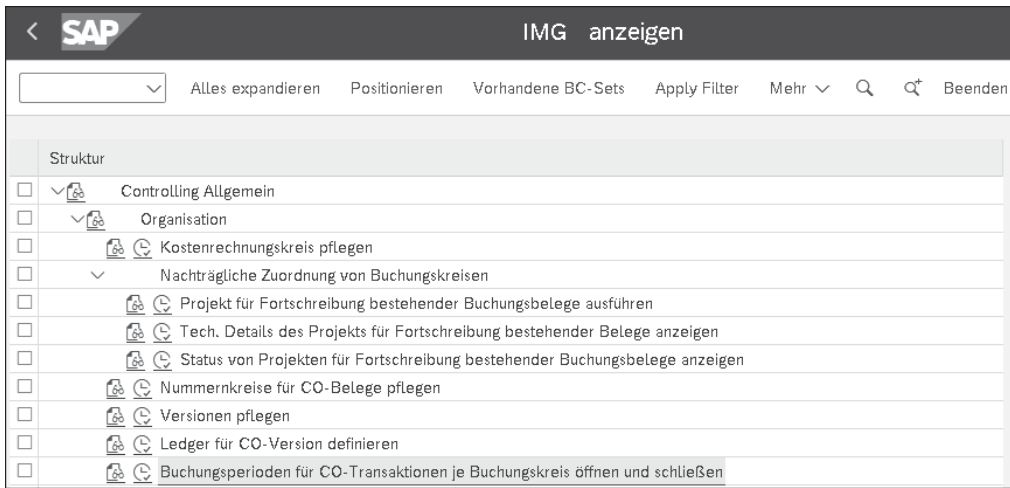 SAP IMG anzeigen
Alles expandieren Positionieren Vorhandene BC-Sets Apply Filter Mehr Beenden
Struktur
Controlling Allgemein
Organisation
Kostenrechnungskreis pflegen
Nachträgliche Zuordnung von Buchungskreisen
Projekt für Fortschreibung bestehender Buchungsbelege ausführen
Tech. Details des Projekts für Fortschreibung bestehender Belege anzeigen
Status von Projekten für Fortschreibung bestehender Buchungsbelege anzeigen
Nummernkreise für CO-Belege pflegen
Versionen pflegen
Ledger für CO-Version definieren
Buchungsperioden für CO-Transaktionen je Buchungskreis öffnen und schließen